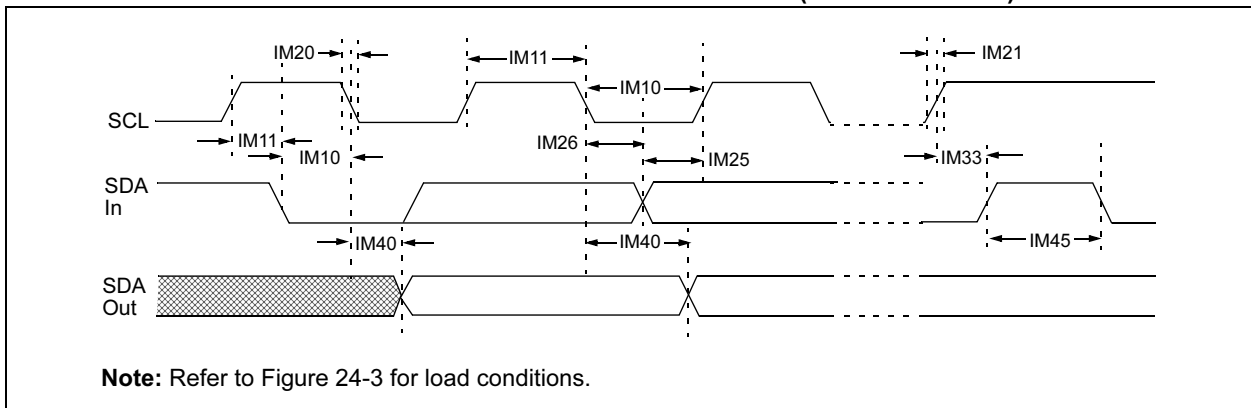 IM20
IM11
IM21
IM10
SCL
IM11
IM26
IM10
IM25
IM33
SDA
In
IM40
IM40
IM45
SDA
Out
Note: Refer to Figure 24-3 for load conditions.